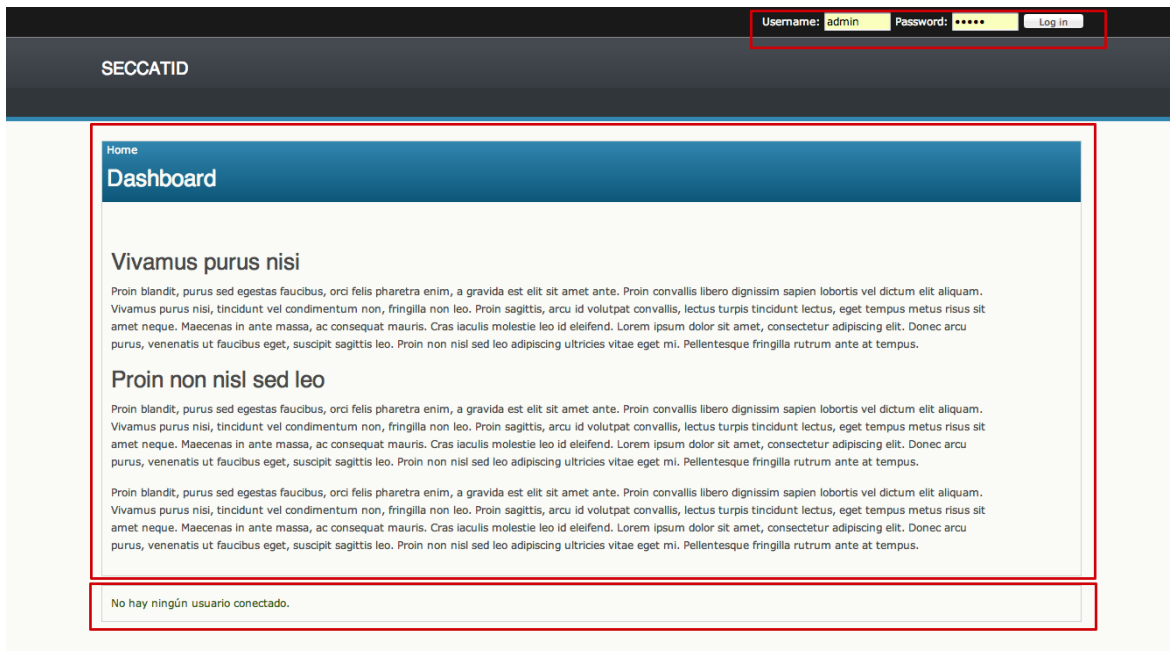 Username: admin Password: ••••• Log in
SECCATID
Home
Dashboard
Vivamus purus nisi
Proin blandit, purus sed egestas faucibus, orci felis pharetra enim, a gravida est elit sit amet ante. Proin convallis libero dignissim sapien lobortis vel dictum elit aliquam.
Vivamus purus nisi, tincidunt vel condimentum non, fringilla non leo. Proin sagittis, arcu id volutpat convallis, lectus turpis tincidunt lectus, eget tempus metus risus sit
amet neque. Maecenas in ante massa, ac consequat mauris. Cras iaculis molestie leo id eleifend. Lorem ipsum dolor sit amet, consectetur adipiscing elit. Donec arcu
purus, venenatis ut faucibus eget, suscipit sagittis leo. Proin non nisl sed leo adipiscing ultricies vitae eget mi. Pellentesque fringilla rutrum ante at tempus.
Proin non nisl sed leo
Proin blandit, purus sed egestas faucibus, orci felis pharetra enim, a gravida est elit sit amet ante. Proin convallis libero dignissim sapien lobortis vel dictum elit aliquam.
Vivamus purus nisi, tincidunt vel condimentum non, fringilla non leo. Proin sagittis, arcu id volutpat convallis, lectus turpis tincidunt lectus, eget tempus metus risus sit
amet neque. Maecenas in ante massa, ac consequat mauris. Cras iaculis molestie leo id eleifend. Lorem ipsum dolor sit amet, consectetur adipiscing elit. Donec arcu
purus, venenatis ut faucibus eget, suscipit sagittis leo. Proin non nisl sed leo adipiscing ultricies vitae eget mi. Pellentesque fringilla rutrum ante at tempus.
Proin blandit, purus sed egestas faucibus, orci felis pharetra enim, a gravida est elit sit amet ante. Proin convallis libero dignissim sapien lobortis vel dictum elit aliquam.
Vivamus purus nisi, tincidunt vel condimentum non, fringilla non leo. Proin sagittis, arcu id volutpat convallis, lectus turpis tincidunt lectus, eget tempus metus risus sit
amet neque. Maecenas in ante massa, ac consequat mauris. Cras iaculis molestie leo id eleifend. Lorem ipsum dolor sit amet, consectetur adipiscing elit. Donec arcu
purus, venenatis ut faucibus eget, suscipit sagittis leo. Proin non nisl sed leo adipiscing ultricies vitae eget mi. Pellentesque fringilla rutrum ante at tempus.
No hay ningún usuario conectado.